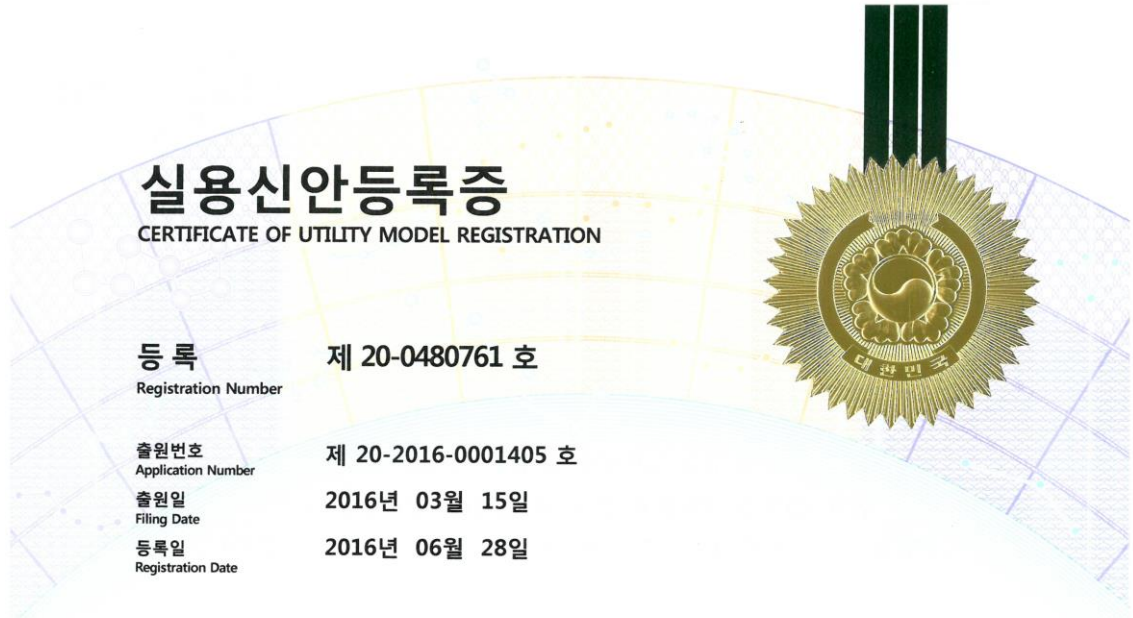 실용신안등록증
CERTIFICATE OF UTILITY MODEL REGISTRATION
등 록 제 20-0480761 호
Registration Number
출원번호 제 20-2016-0001405 호
Application Number
출원일 2016년 03월 15일
Filing Date
등록일 2016년 06월 28일
Registration Date
대한민국